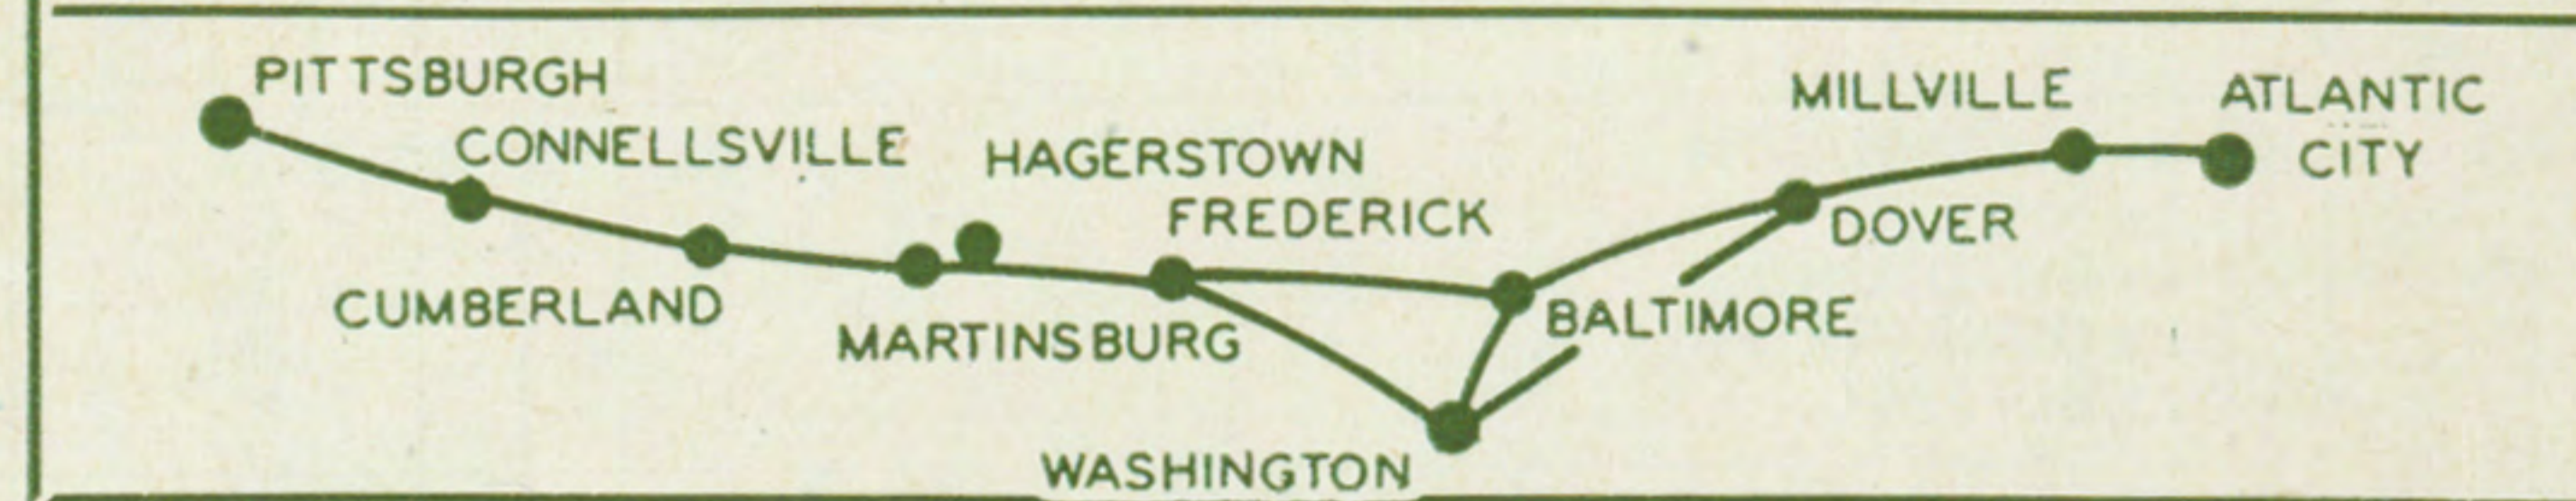 PITTSBURGH
CONNELLSVILLE
CUMBERLAND
HAGERSTOWN
MARTINSBURG
FREDERICK
WASHINGTON
BALTIMORE
DOVER
MILLVILLE
ATLANTIC
CITY